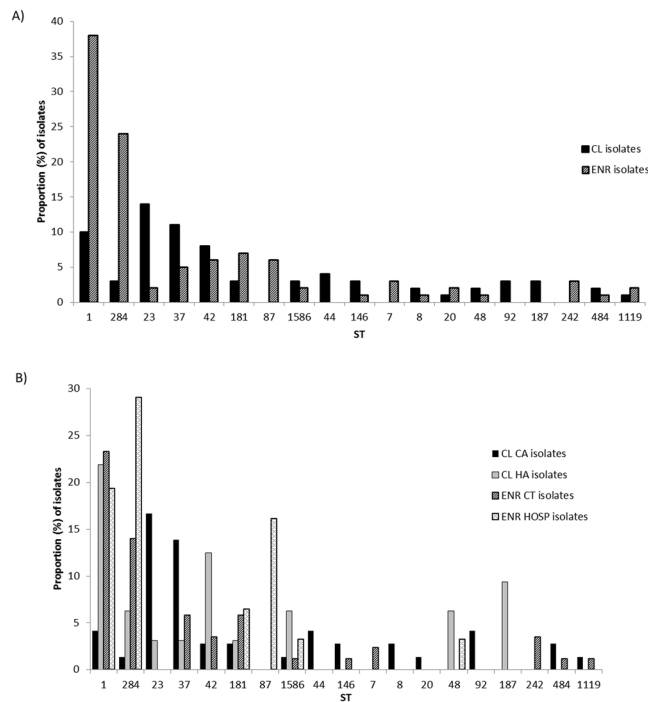 A)
Proportion (%) of isolates
40
35
30
25
20
15
10
5
0
CL isolates
ENR isolates
1 284 23 37 42 181 87 1586 44 146 7 8 20 48 92 187 242 484 1119
ST
B)
Proportion (%) of isolates
30
25
20
15
10
5
0
CL CA isolates
CL HA isolates
ENR CT isolates
ENR HOSP isolates
1 284 23 37 42 181 87 1586 44 146 7 8 20 48 92 187 242 484 1119
ST